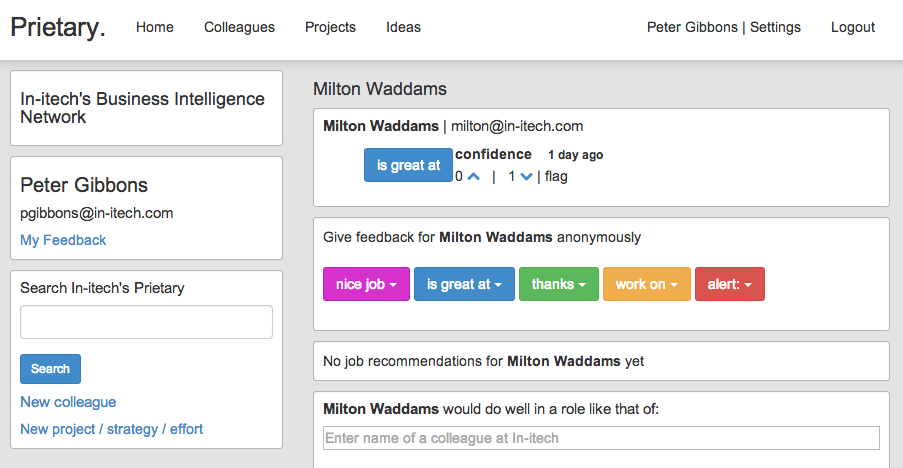 Prietary. Home Colleagues Projects Ideas Peter Gibbons | Settings Logout
In-itech's Business Intelligence
Network
Peter Gibbons
pgibbons@in-itech.com
My Feedback
Search In-itech's Prietary
Search
New colleague
New project / strategy / effort
Milton Waddams
Milton Waddams | milton@in-itech.com
is great at confidence 1 day ago
0 | 1 | flag
Give feedback for Milton Waddams anonymously
nice job is great at thanks work on alert:
No job recommendations for Milton Waddams yet
Milton Waddams would do well in a role like that of:
Enter name of a colleague at In-itech